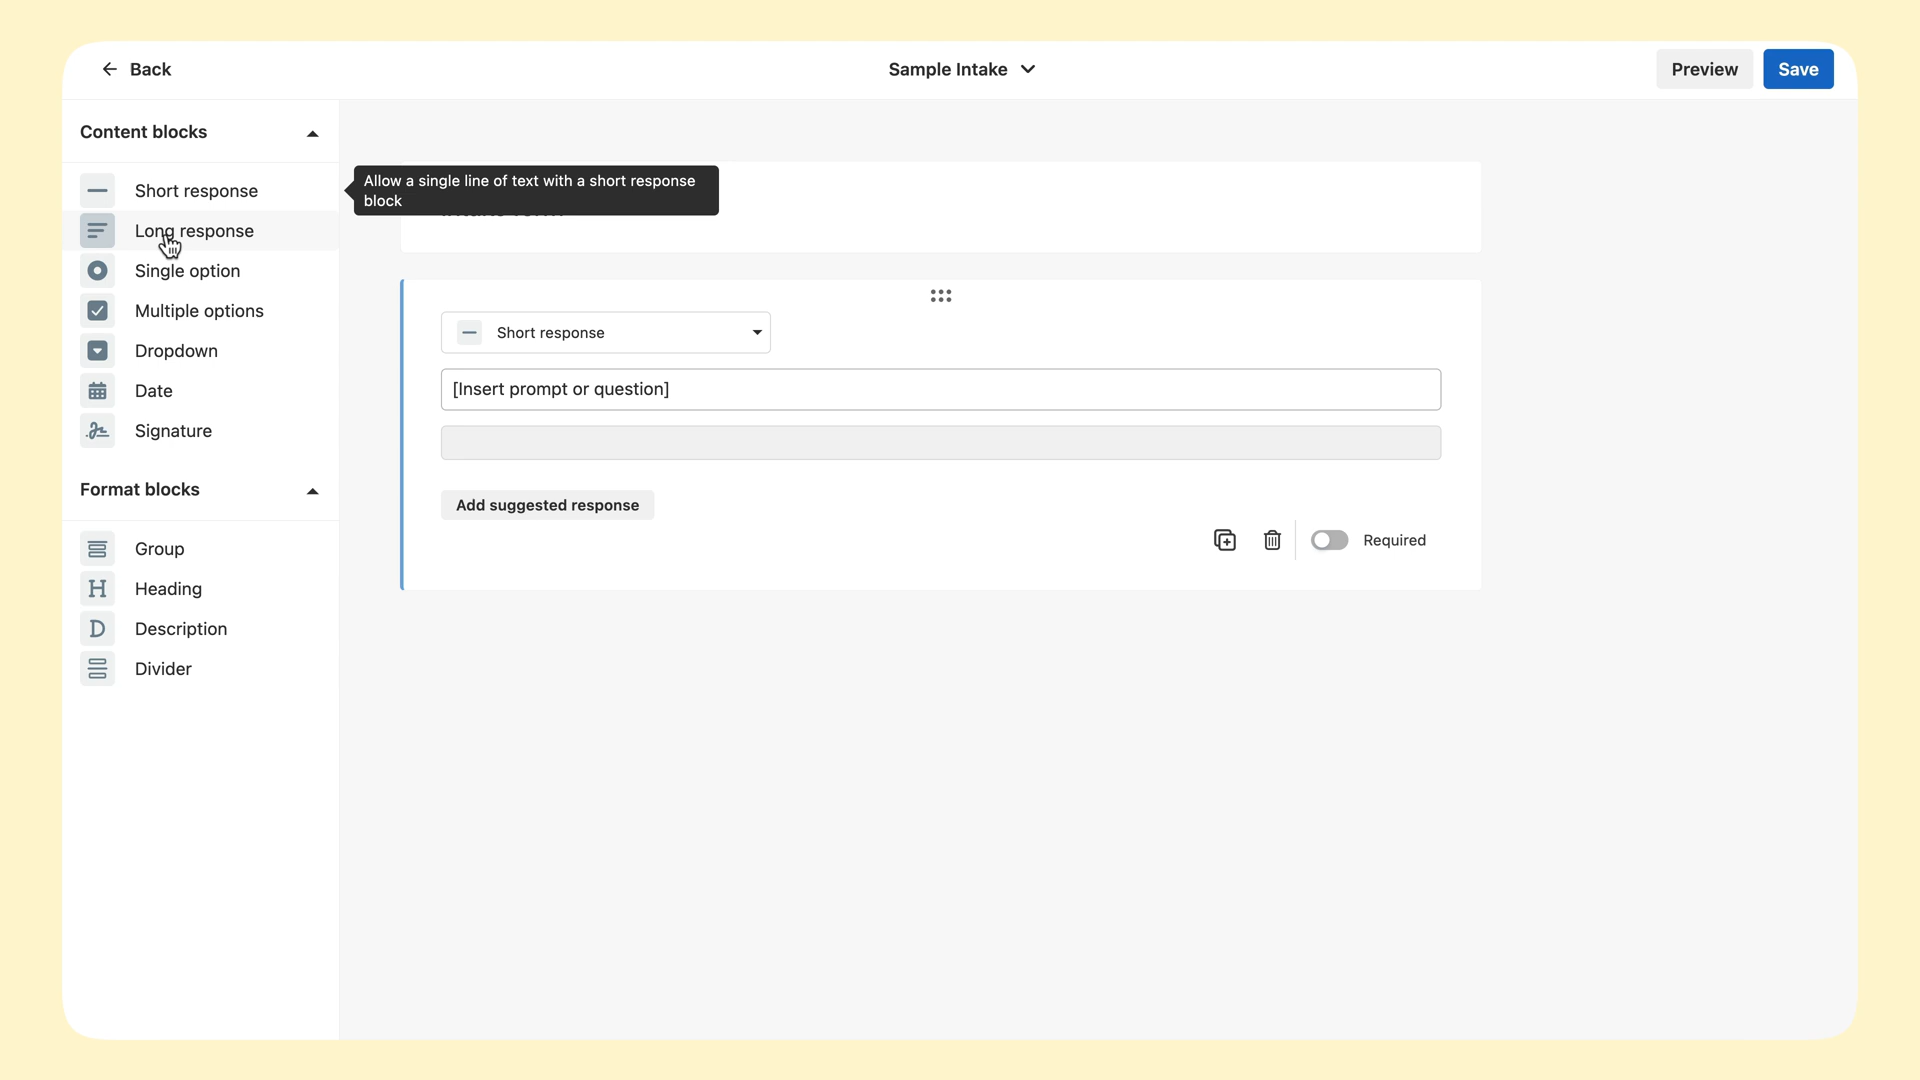 Back
Sample Intake
Preview
Save
Content blocks
Short response
Long response
Single option
Multiple options
Dropdown
Date
Signature
Format blocks
Group
H
Heading
D
Description
Divider
Allow a single line of text with a short response
block
Short response
[Insert prompt or question]
Add suggested response
Required